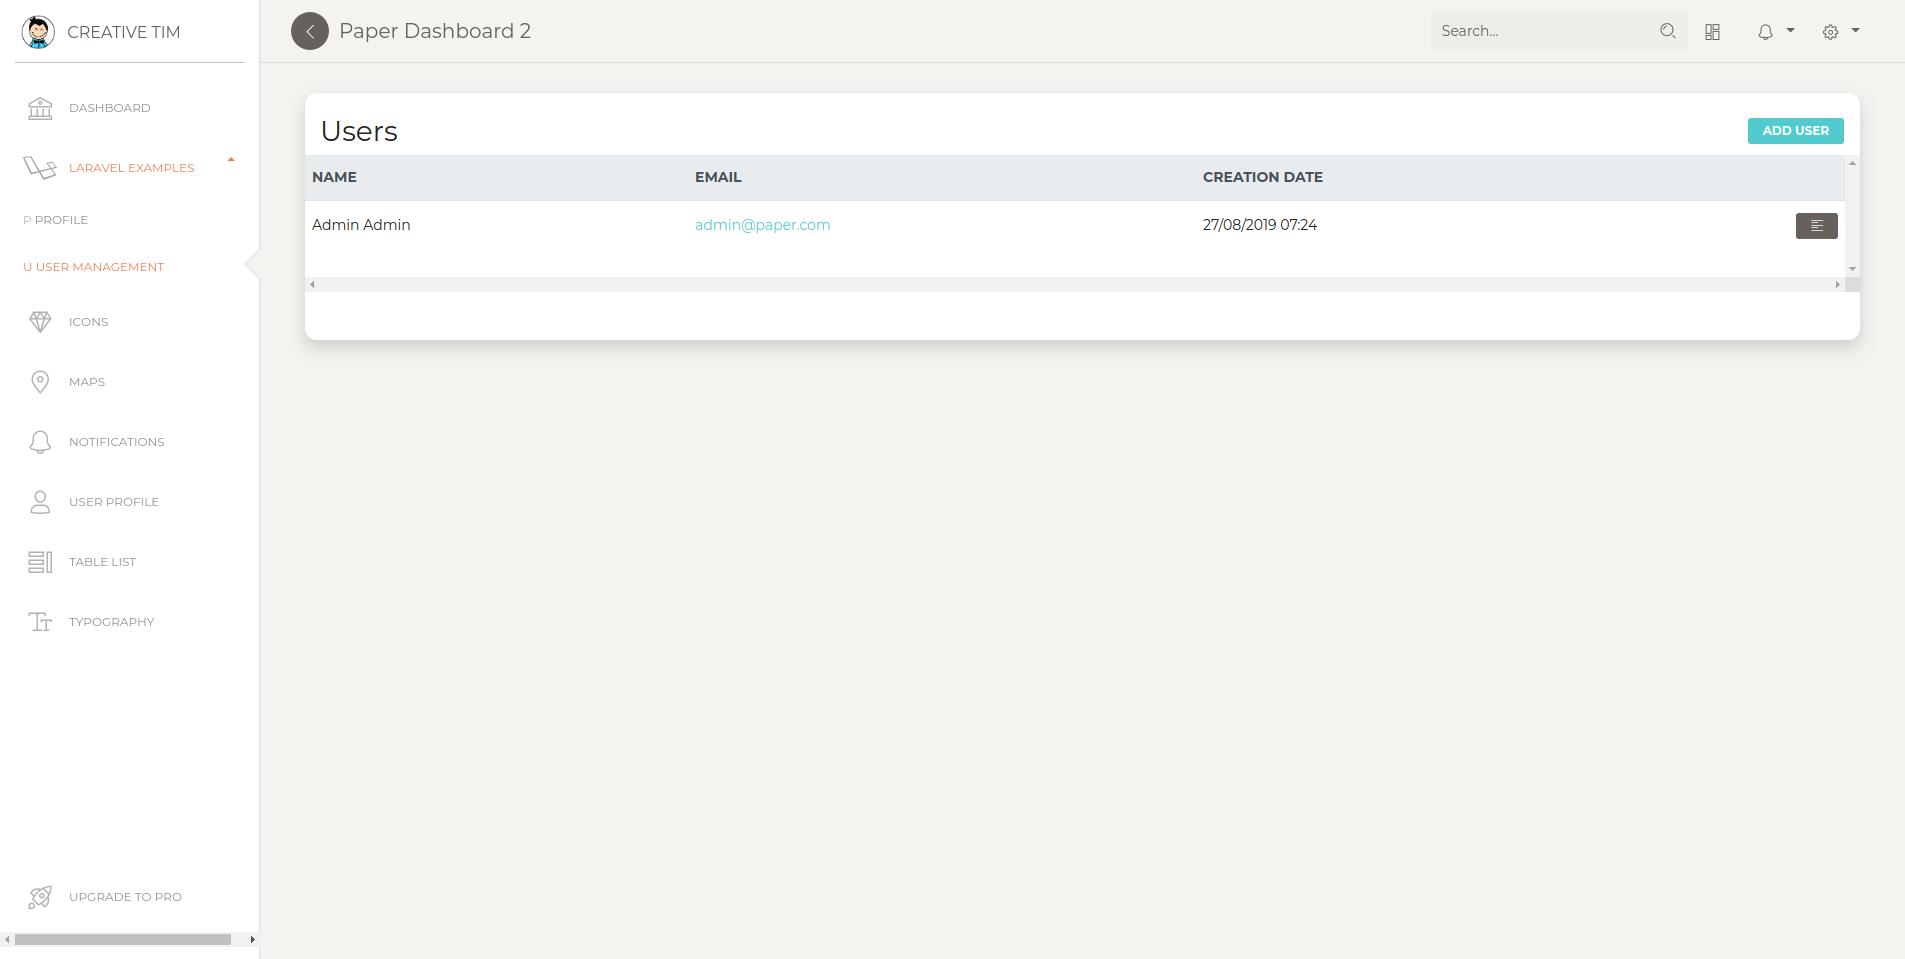 CREATIVE TIM
DASHBOARD
LARAVEL EXAMPLES
P PROFILE
U USER MANAGEMENT
ICONS
MAPS
NOTIFICATIONS
USER PROFILE
TABLE LIST
TYPOGRAPHY
UPGRADE TO PRO
Paper Dashboard 2
Search...
Users
ADD USER
NAME EMAIL CREATION DATE
Admin Admin admin@paper.com 27/08/2019 07:24